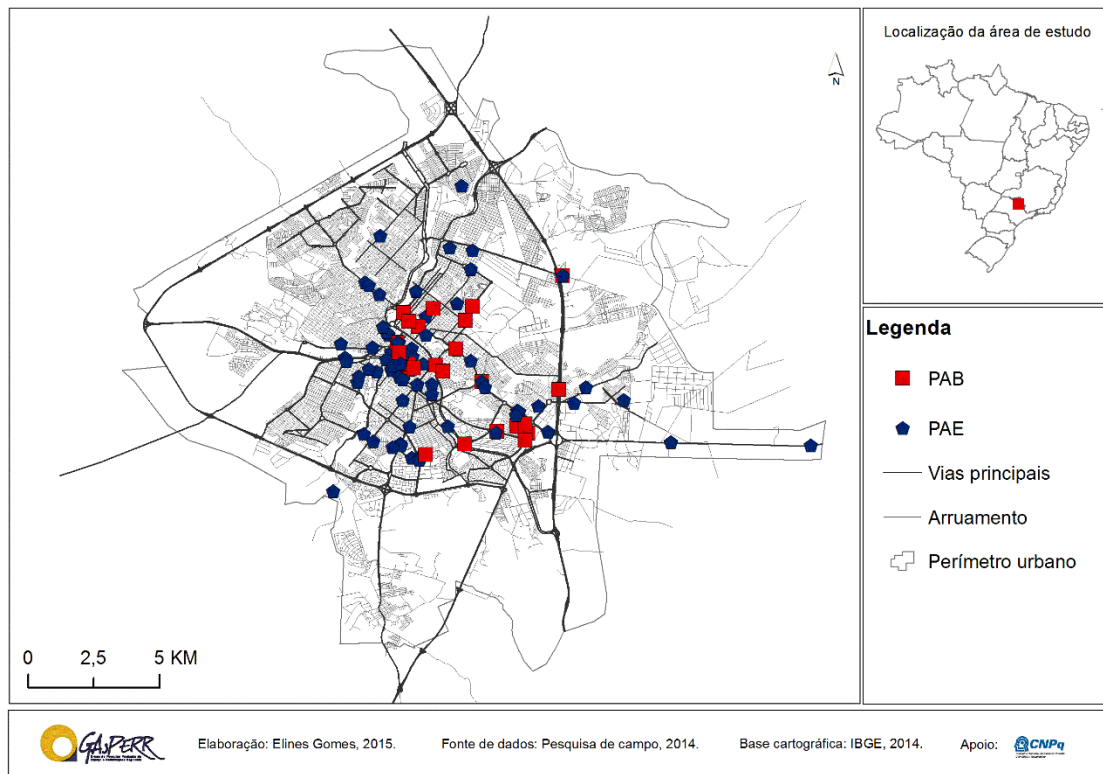 Localização da área de estudo
N
Legenda
PAB
PAE
Vias principais
Arruamento
Perímetro urbano
0 2,5 5 KM
GAsPERR
Elaboração: Elines Gomes, 2015.
Fonte de dados: Pesquisa de campo, 2014.
Base cartográfica: IBGE, 2014.
Apoio:
CNPq